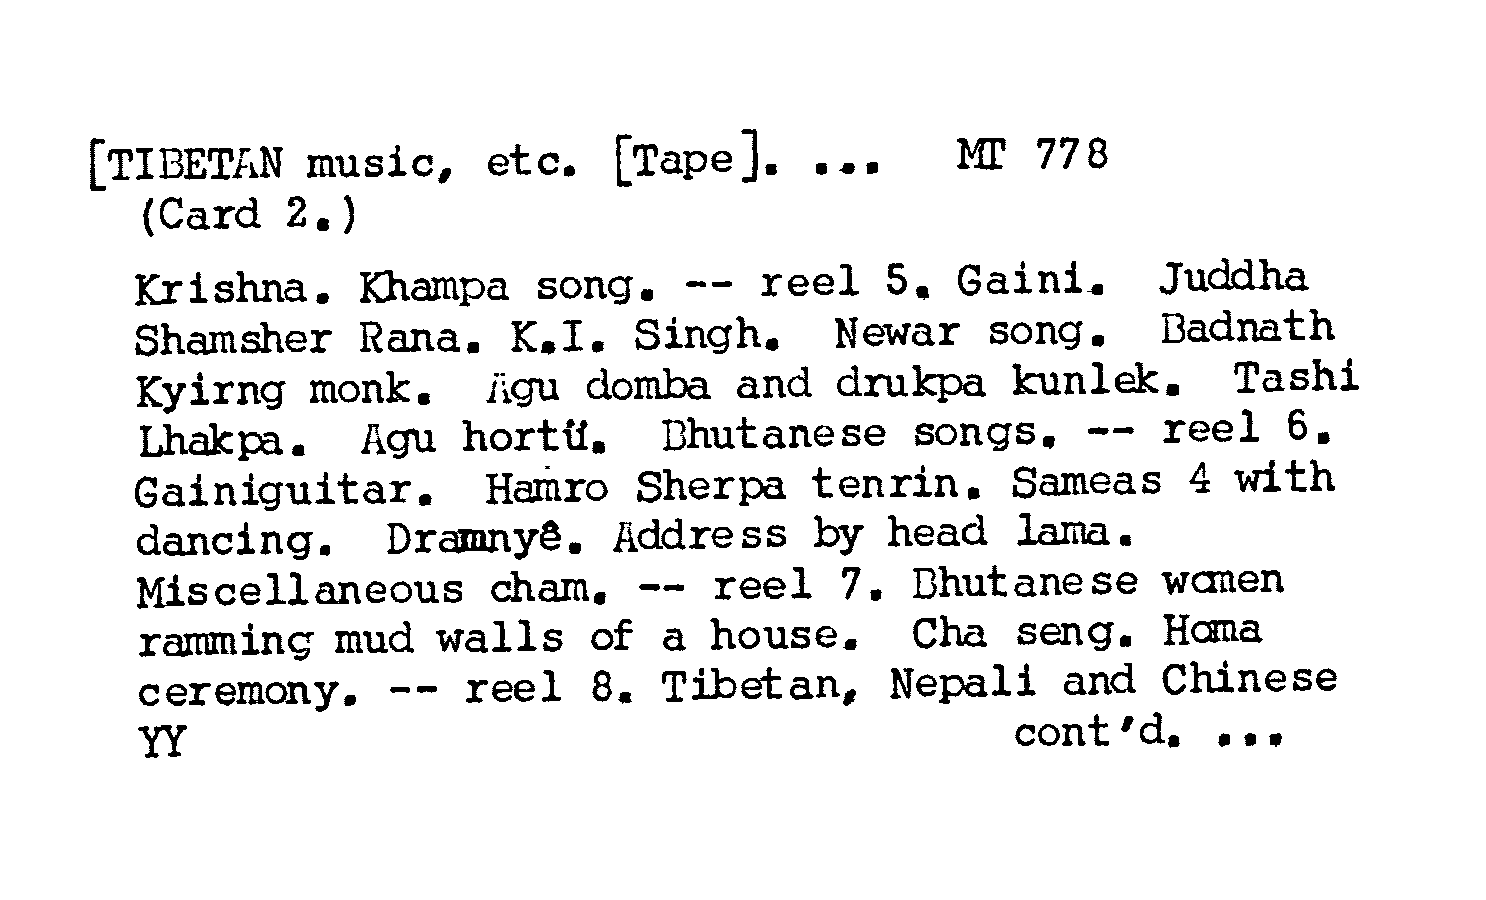 [TIBETAN music, etc. [Tape]. ... MT 778
(Card 2.)
Krishna. Khampa song. -- reel 5. Gaini. Juddha
Shamsher Rana. K.I. Singh. Newar song. Badnath
Kyirng monk. Agu domba and drukpa kunlek. Tashi
Lhakpa. Agu hortü. Bhutanese songs. -- reel 6.
Gainiguitar. Hamro Sherpa tenrin. Sameas 4 with
dancing. Dramnyê. Address by head lama.
Miscellaneous cham. -- reel 7. Bhutanese women
ramming mud walls of a house. Cha seng. Homa
ceremony. -- reel 8. Tibetan, Nepali and Chinese
YY cont'd. ...